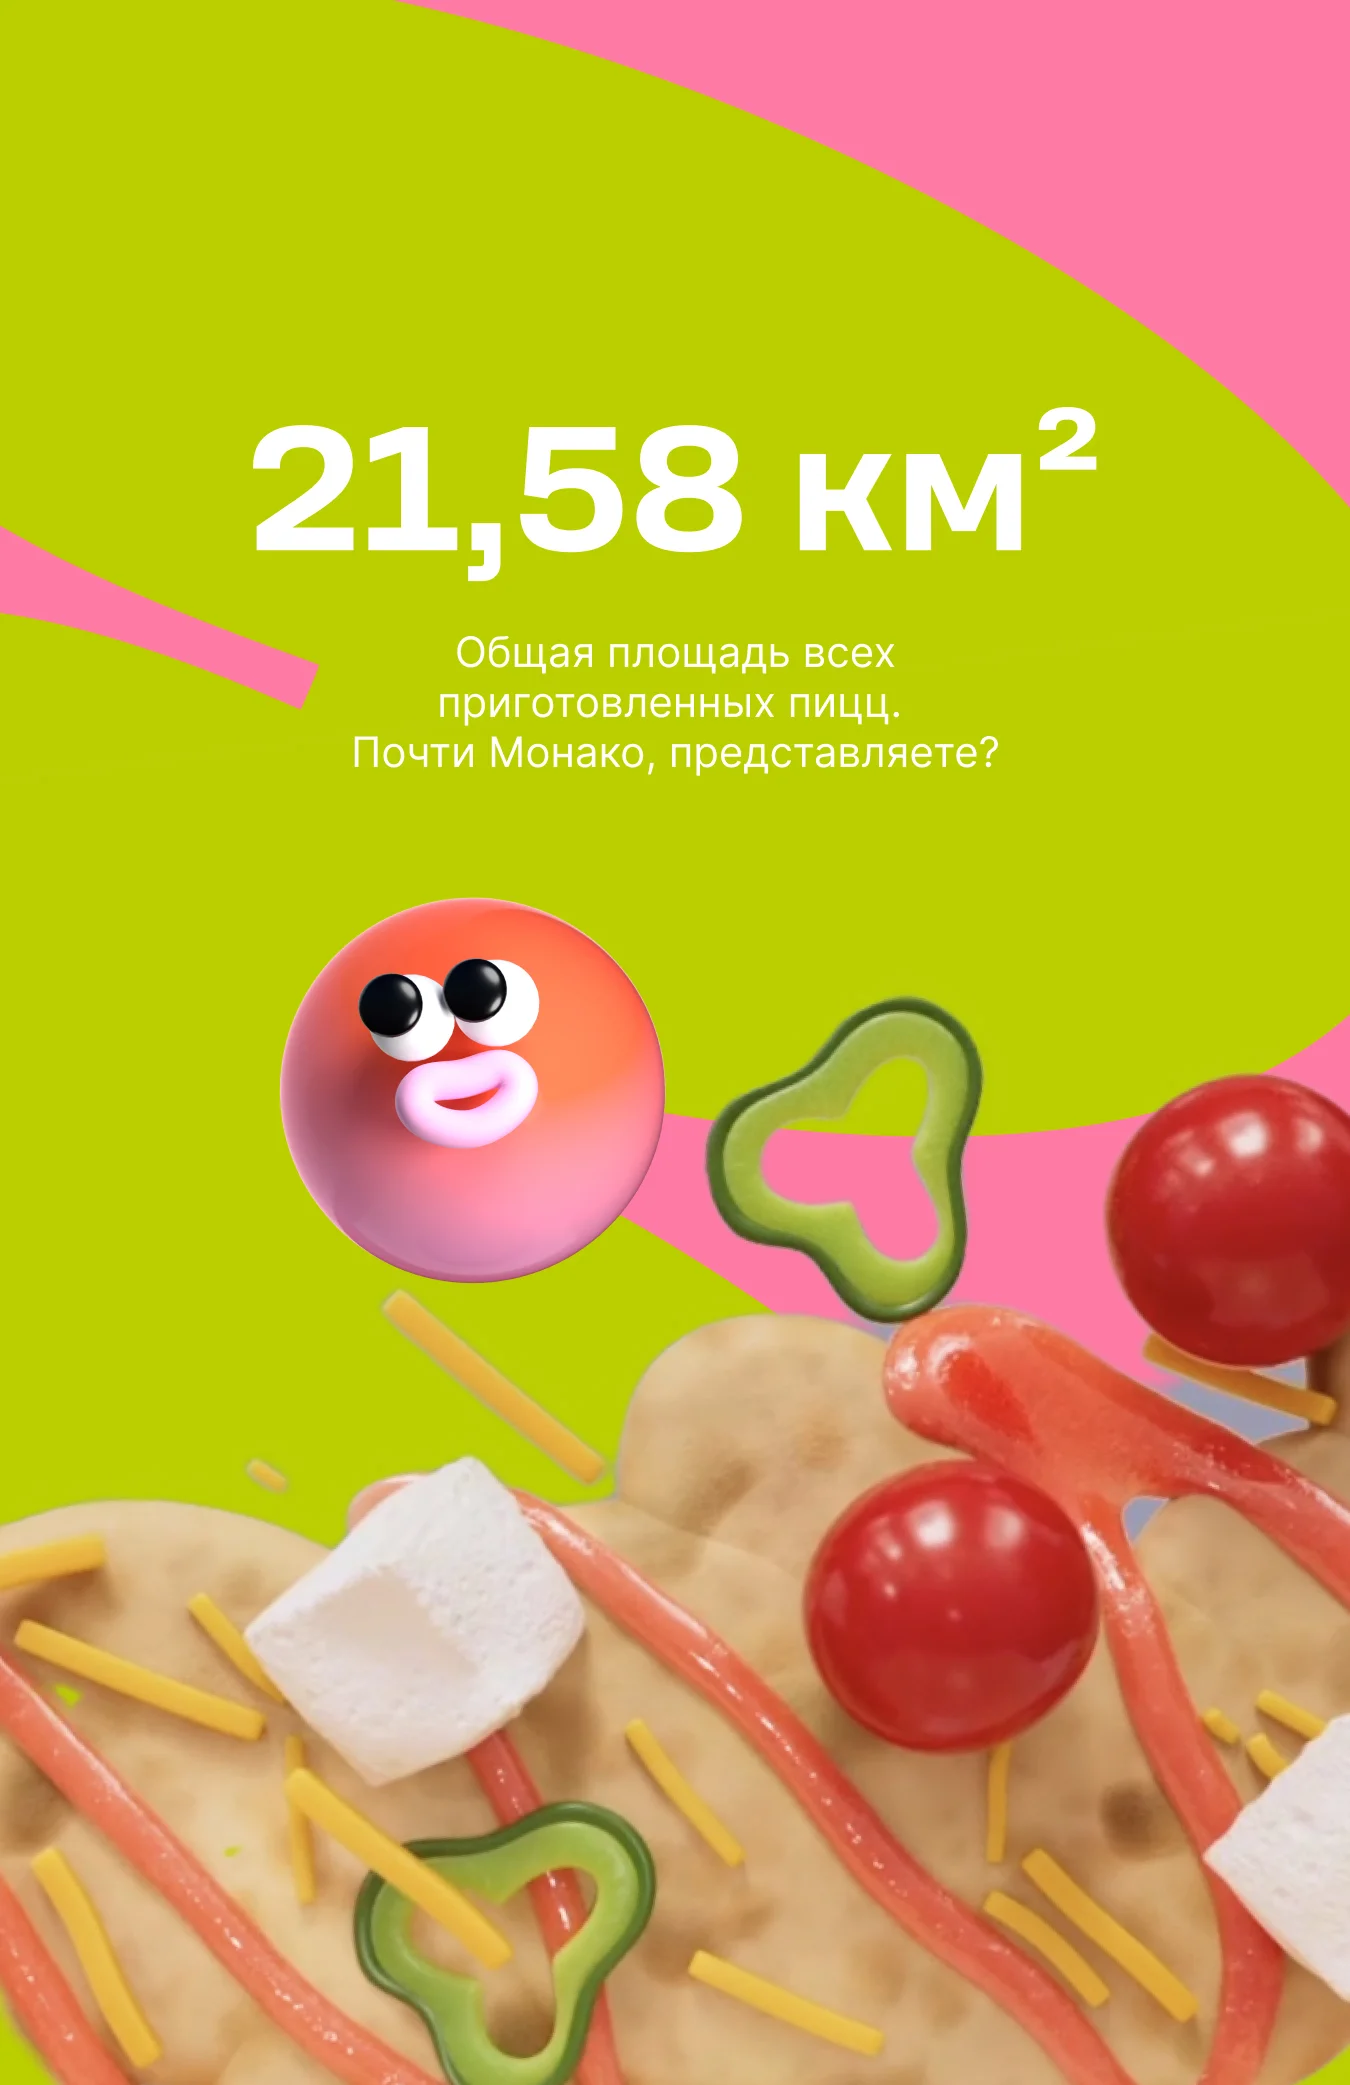 21,58 км²
Общая площадь всех
приготовленных пицц.
Почти Монако, представляете?